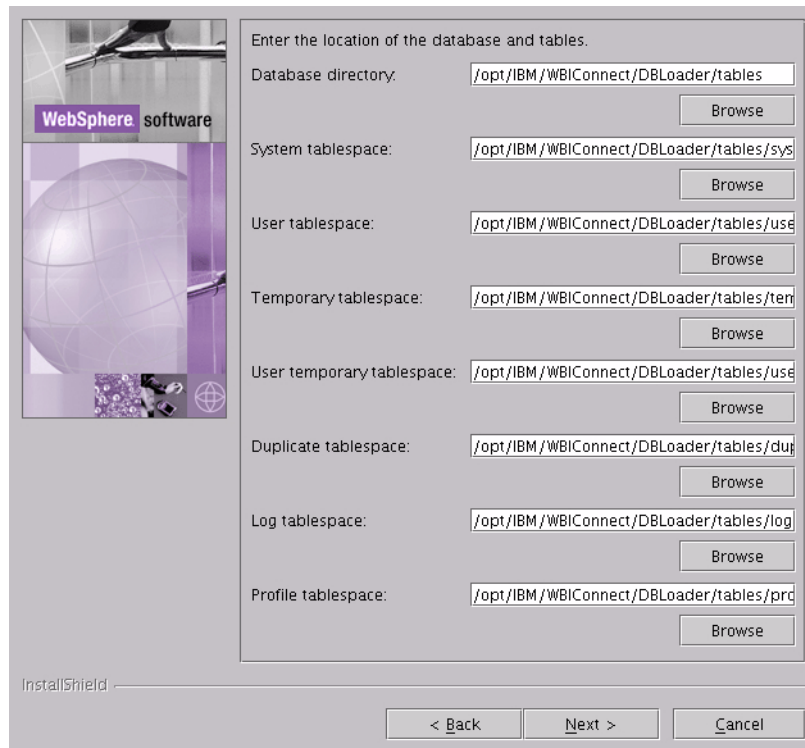 WebSphere software
Enter the location of the database and tables.
Database directory: /opt/IBM/WBIConnect/DBLoader/tables
Browse
System tablespace: /opt/IBM/WBIConnect/DBLoader/tables/sys
Browse
User tablespace: /opt/IBM/WBIConnect/DBLoader/tables/use
Browse
Temporary tablespace: /opt/IBM/WBIConnect/DBLoader/tables/tem
Browse
User temporary tablespace: /opt/IBM/WBIConnect/DBLoader/tables/use
Browse
Duplicate tablespace: /opt/IBM/WBIConnect/DBLoader/tables/dup
Browse
Log tablespace: /opt/IBM/WBIConnect/DBLoader/tables/log
Browse
Profile tablespace: /opt/IBM/WBIConnect/DBLoader/tables/pro
Browse
InstallShield
< Back Next > Cancel